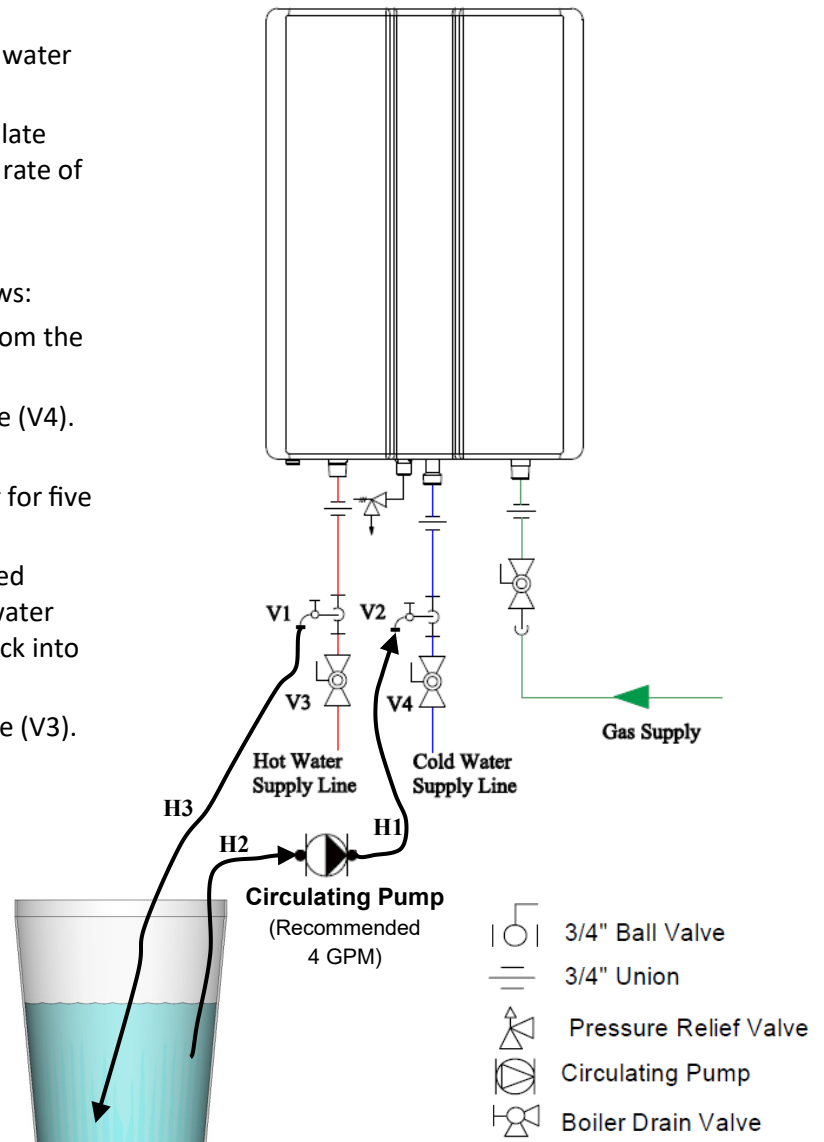 water
late
rate of
ws:
om the
e (V4).
for five
ed
vater
ck into
e (V3).
V1
V2
V3
V4
Gas Supply
Hot Water
Supply Line
Cold Water
Supply Line
H3
H2
H1
Circulating Pump
(Recommended
4 GPM)
3/4" Ball Valve
3/4" Union
Pressure Relief Valve
Circulating Pump
Boiler Drain Valve